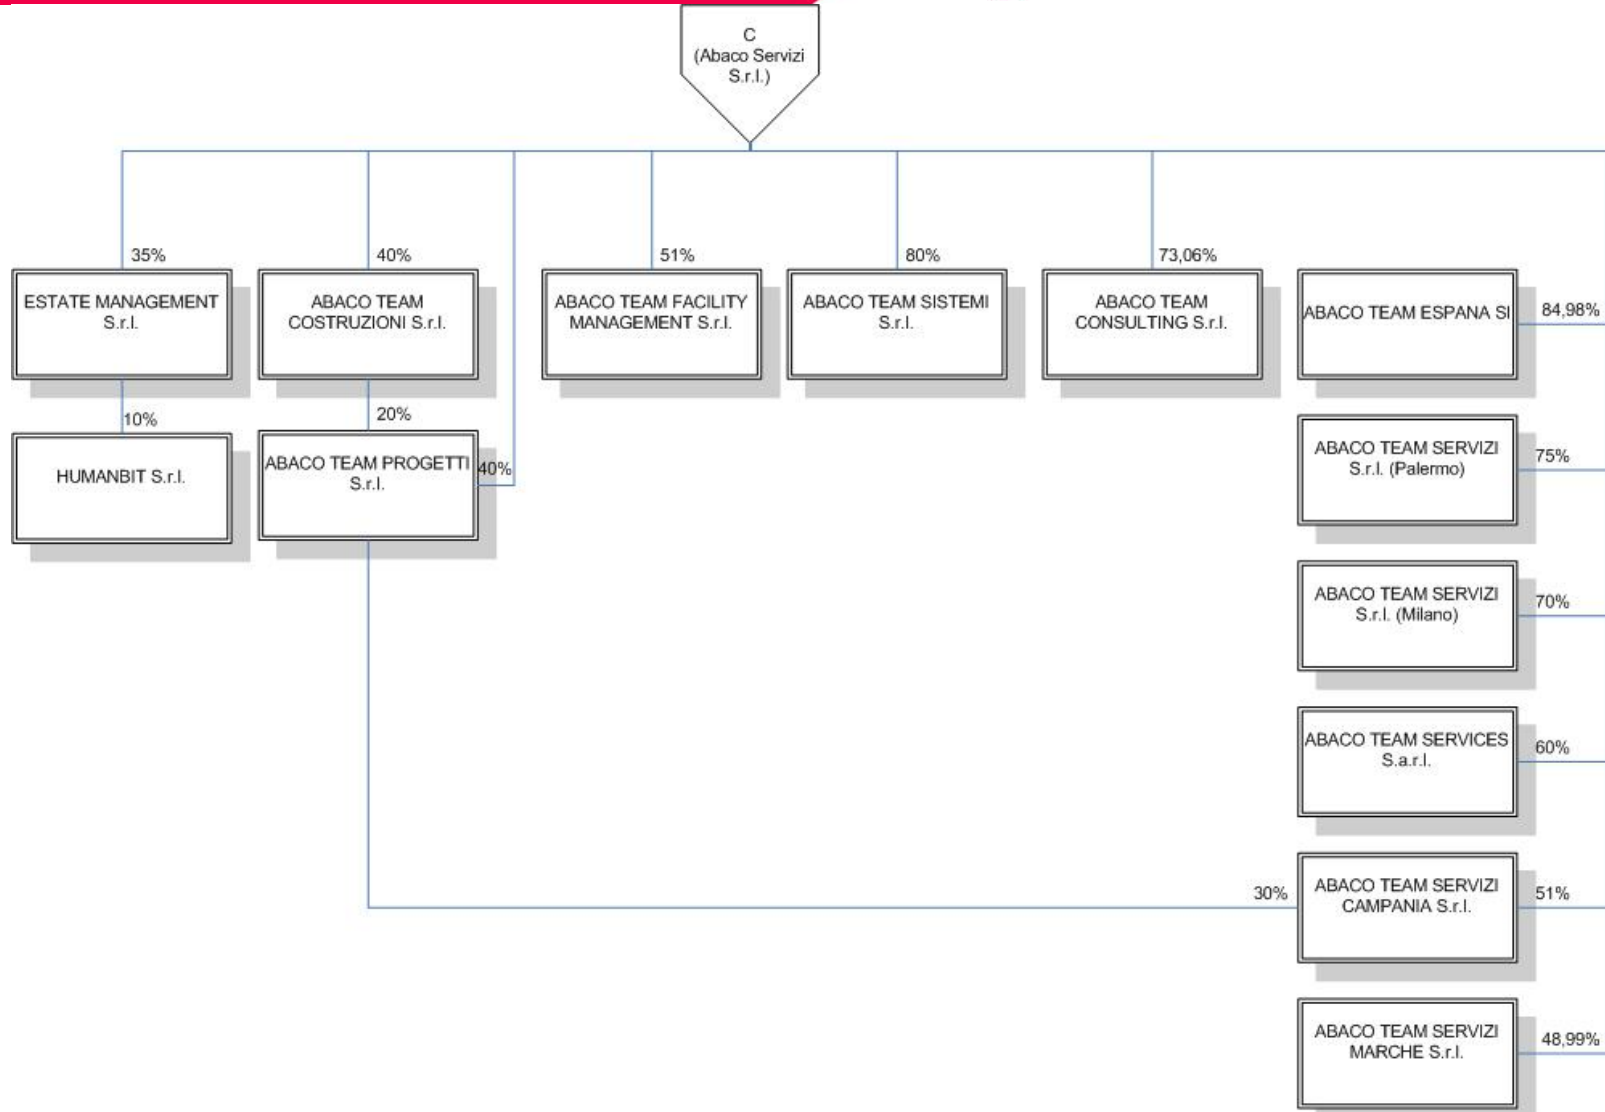 C
(Abaco Servizi
S.r.l.)
35%
40%
51%
80%
73,06%
ESTATE MANAGEMENT
S.r.l.
ABACO TEAM
COSTRUZIONI S.r.l.
ABACO TEAM FACILITY
MANAGEMENT S.r.l.
ABACO TEAM SISTEMI
S.r.l.
ABACO TEAM
CONSULTING S.r.l.
ABACO TEAM ESPANA Sl
84,98%
10%
20%
HUMANBIT S.r.l.
ABACO TEAM PROGETTI
S.r.l.
40%
ABACO TEAM SERVIZI
S.r.l. (Palermo)
75%
ABACO TEAM SERVIZI
S.r.l. (Milano)
70%
ABACO TEAM SERVICES
S.a.r.l.
60%
30%
ABACO TEAM SERVIZI
CAMPANIA S.r.l.
51%
ABACO TEAM SERVIZI
MARCHE S.r.l.
48,99%